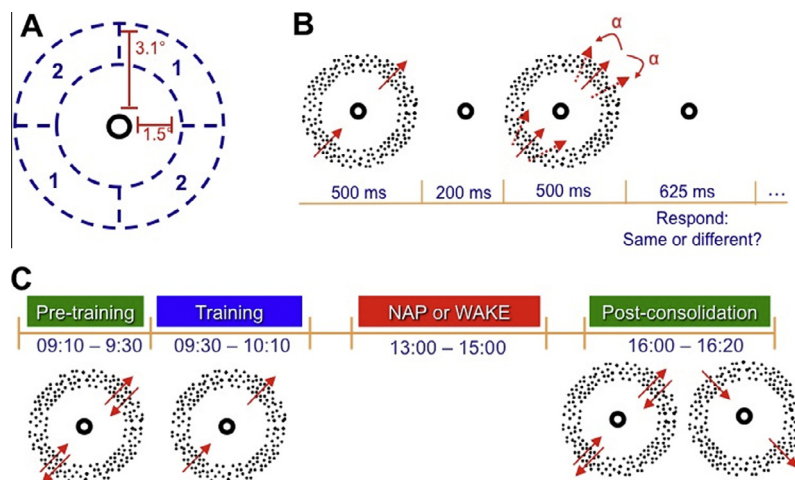 A
3.1°
2
1
1.5°
1
2
B
α
α
500 ms
200 ms
500 ms
625 ms
...
Respond:
Same or different?
C
Pre-training
Training
NAP or WAKE
Post-consolidation
09:10 – 9:30
09:30 – 10:10
13:00 – 15:00
16:00 – 16:20